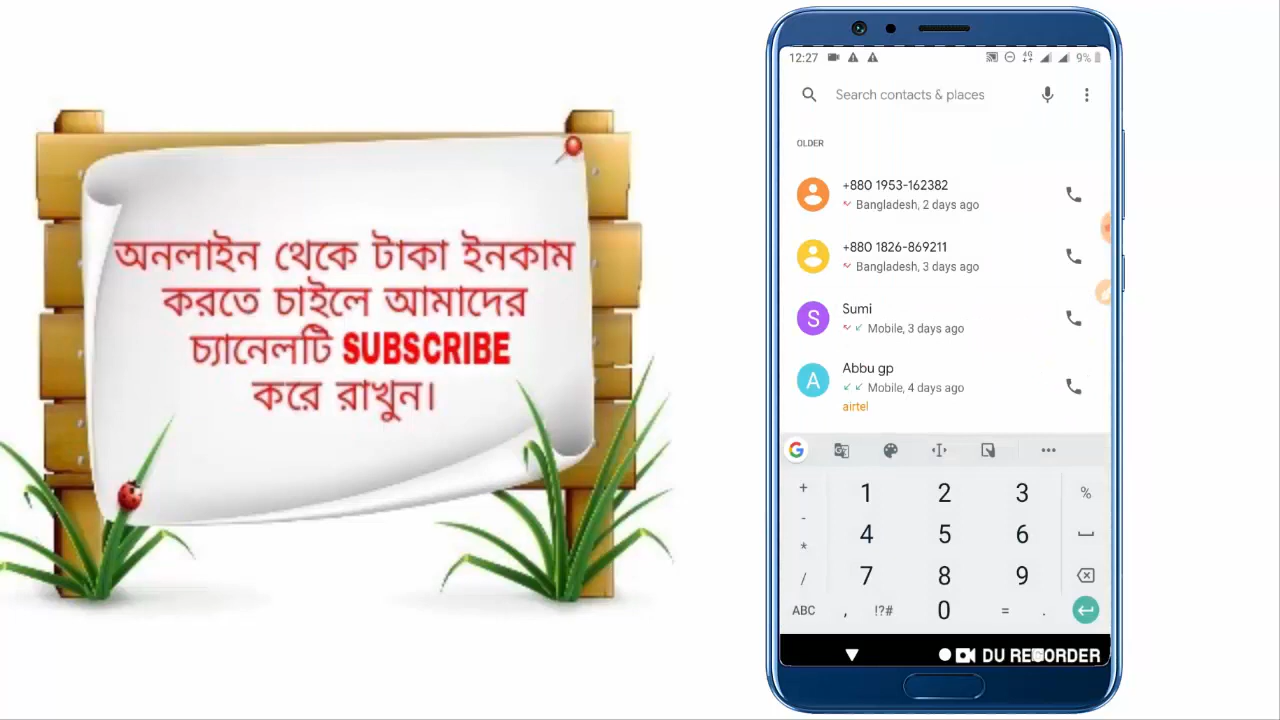 অনলাইন থেকে টাকা ইনকাম
করতে চাইলে আমাদের
চ্যানেলটি SUBSCRIBE
করে রাখুন।
12:27
4G
9%
Search contacts & places
OLDER
+880 1953-162382
Bangladesh, 2 days ago
+880 1826-869211
Bangladesh, 3 days ago
S
Sumi
Mobile, 3 days ago
A
Abbu gp
Mobile, 4 days ago
airtel
G
+ 1 2 3 %
- 4 5 6
* 7 8 9
/
ABC , !?# 0 = .
DU RECORDER